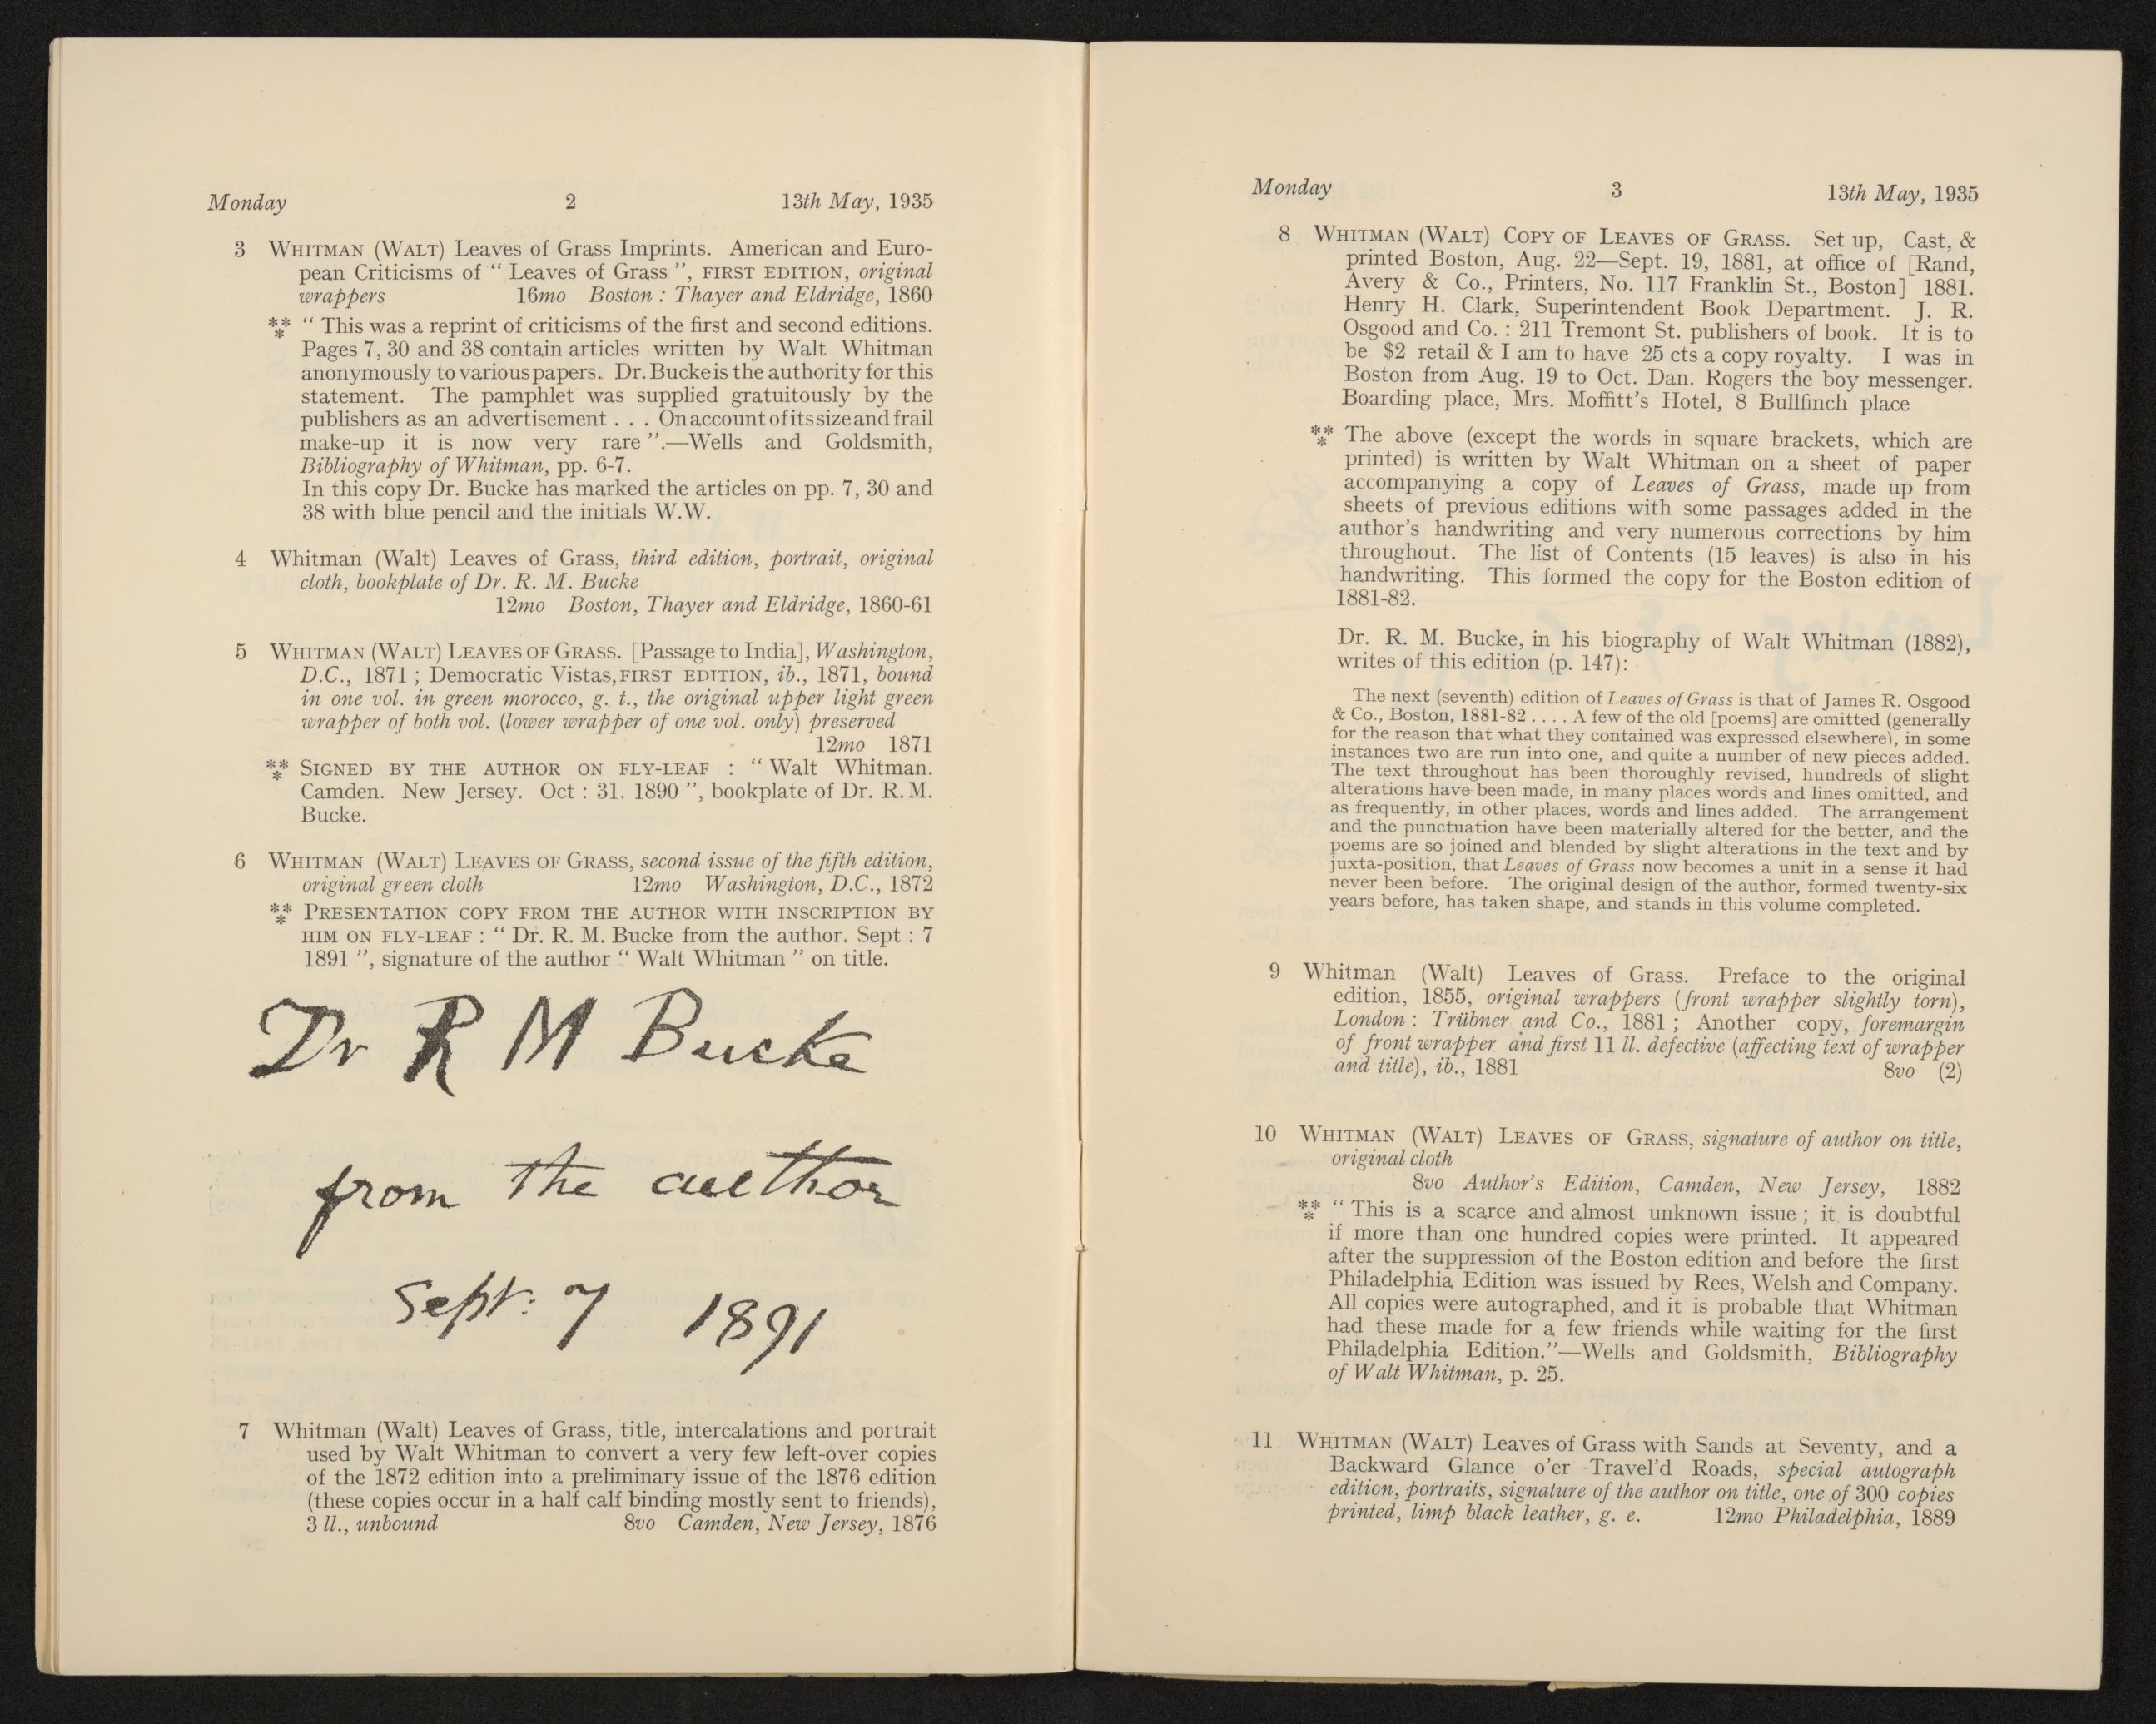 Monday 2 13th May, 1935
3 WHITMAN (WALT) Leaves of Grass Imprints. American and Euro-
pean Criticisms of “ Leaves of Grass ”, FIRST EDITION, original
wrappers 16mo Boston : Thayer and Eldridge, 1860
*** “ This was a reprint of criticisms of the first and second editions.
Pages 7, 30 and 38 contain articles written by Walt Whitman
anonymously to various papers. Dr. Bucke is the authority for this
statement. The pamphlet was supplied gratuitously by the
publishers as an advertisement . . . On account of its size and frail
make-up it is now very rare ”.—Wells and Goldsmith,
Bibliography of Whitman, pp. 6-7.
In this copy Dr. Bucke has marked the articles on pp. 7, 30 and
38 with blue pencil and the initials W.W.
4 Whitman (Walt) Leaves of Grass, third edition, portrait, original
cloth, bookplate of Dr. R. M. Bucke
12mo Boston, Thayer and Eldridge, 1860-61
5 WHITMAN (WALT) LEAVES OF GRASS. [Passage to India], Washington,
D.C., 1871 ; Democratic Vistas, FIRST EDITION, ib., 1871, bound
in one vol. in green morocco, g. t., the original upper light green
wrapper of both vol. (lower wrapper of one vol. only) preserved
12mo 1871
*** SIGNED BY THE AUTHOR ON FLY-LEAF : “ Walt Whitman.
Camden. New Jersey. Oct : 31. 1890 ”, bookplate of Dr. R. M.
Bucke.
6 WHITMAN (WALT) LEAVES OF GRASS, second issue of the fifth edition,
original green cloth 12mo Washington, D.C., 1872
*** PRESENTATION COPY FROM THE AUTHOR WITH INSCRIPTION BY
HIM ON FLY-LEAF : “ Dr. R. M. Bucke from the author. Sept : 7
1891 ”, signature of the author “ Walt Whitman ” on title.
Dr R M Bucke
from the author
Sept: 7 1891
7 Whitman (Walt) Leaves of Grass, title, intercalations and portrait
used by Walt Whitman to convert a very few left-over copies
of the 1872 edition into a preliminary issue of the 1876 edition
(these copies occur in a half calf binding mostly sent to friends),
3 ll., unbound 8vo Camden, New Jersey, 1876
Monday 3 13th May, 1935
8 WHITMAN (WALT) COPY OF LEAVES OF GRASS. Set up, Cast, &
printed Boston, Aug. 22—Sept. 19, 1881, at office of [Rand,
Avery & Co., Printers, No. 117 Franklin St., Boston] 1881.
Henry H. Clark, Superintendent Book Department. J. R.
Osgood and Co. : 211 Tremont St. publishers of book. It is to
be $2 retail & I am to have 25 cts a copy royalty. I was in
Boston from Aug. 19 to Oct. Dan. Rogers the boy messenger.
Boarding place, Mrs. Moffitt’s Hotel, 8 Bullfinch place
*** The above (except the words in square brackets, which are
printed) is written by Walt Whitman on a sheet of paper
accompanying a copy of Leaves of Grass, made up from
sheets of previous editions with some passages added in the
author’s handwriting and very numerous corrections by him
throughout. The list of Contents (15 leaves) is also in his
handwriting. This formed the copy for the Boston edition of
1881-82.
Dr. R. M. Bucke, in his biography of Walt Whitman (1882),
writes of this edition (p. 147):
The next (seventh) edition of Leaves of Grass is that of James R. Osgood
& Co., Boston, 1881-82 . . . . A few of the old [poems] are omitted (generally
for the reason that what they contained was expressed elsewhere), in some
instances two are run into one, and quite a number of new pieces added.
The text throughout has been thoroughly revised, hundreds of slight
alterations have been made, in many places words and lines omitted, and
as frequently, in other places, words and lines added. The arrangement
and the punctuation have been materially altered for the better, and the
poems are so joined and blended by slight alterations in the text and by
juxta-position, that Leaves of Grass now becomes a unit in a sense it had
never been before. The original design of the author, formed twenty-six
years before, has taken shape, and stands in this volume completed.
9 Whitman (Walt) Leaves of Grass. Preface to the original
edition, 1855, original wrappers (front wrapper slightly torn),
London : Trübner and Co., 1881 ; Another copy, foremargin
of front wrapper and first 11 ll. defective (affecting text of wrapper
and title), ib., 1881 8vo (2)
10 WHITMAN (WALT) LEAVES OF GRASS, signature of author on title,
original cloth
8vo Author’s Edition, Camden, New Jersey, 1882
*** “ This is a scarce and almost unknown issue ; it is doubtful
if more than one hundred copies were printed. It appeared
after the suppression of the Boston edition and before the first
Philadelphia Edition was issued by Rees, Welsh and Company.
All copies were autographed, and it is probable that Whitman
had these made for a few friends while waiting for the first
Philadelphia Edition.”—Wells and Goldsmith, Bibliography
of Walt Whitman, p. 25.
11 WHITMAN (WALT) Leaves of Grass with Sands at Seventy, and a
Backward Glance o’er Travel’d Roads, special autograph
edition, portraits, signature of the author on title, one of 300 copies
printed, limp black leather, g. e. 12mo Philadelphia, 1889